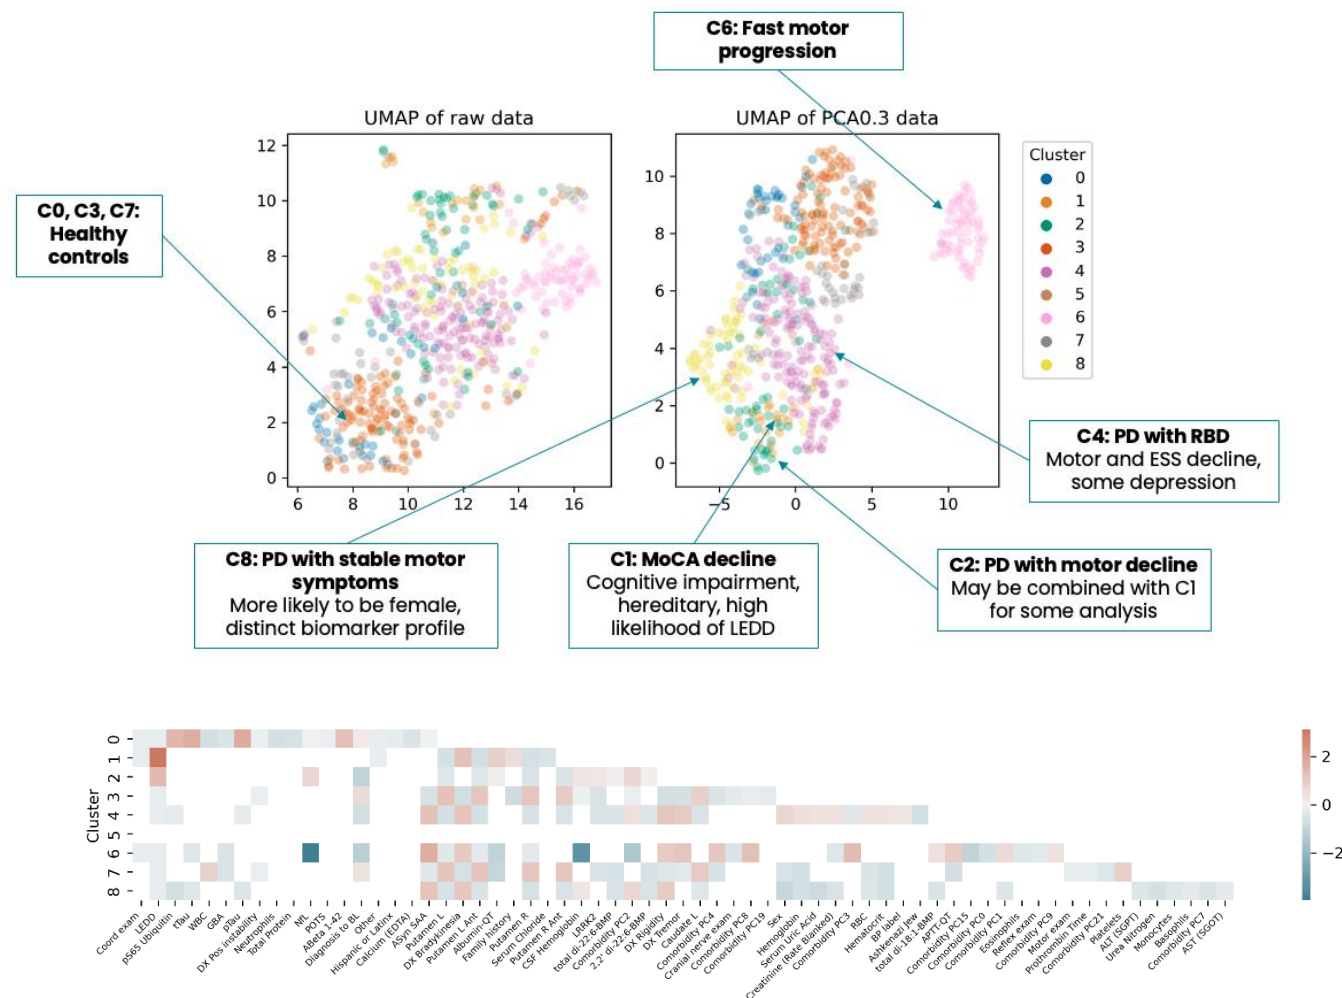 C6: Fast motor
progression
UMAP of raw data
UMAP of PCA0.3 data
12
10
8
6
4
2
0
6
8
10
12
14
16
10
8
6
4
2
0
−5
0
5
10
Cluster
0
1
2
3
4
5
6
7
8
C0, C3, C7:
Healthy
controls
C4: PD with RBD
Motor and ESS decline,
some depression
C8: PD with stable motor
symptoms
More likely to be female,
distinct biomarker profile
C1: MoCA decline
Cognitive impairment,
hereditary, high
likelihood of LEDD
C2: PD with motor decline
May be combined with C1
for some analysis
Cluster
0
1
2
3
4
5
6
7
8
2
0
−2
Coord exam
LEDD
pS65 Ubiquitin
tTau
WBC
GBA
pTau
DX Pos instability
Neutrophils
Total Protein
NfL
POTS
ABeta 1-42
Diagnosis to BL
Other
Hispanic or Latinx
Calcium (EDTA)
ASyn SAA
Putamen L
DX Bradykinesia
Putamen L Ant
Albumin-QT
Family history
Putamen R
Serum Chloride
Putamen R Ant
CSF Hemoglobin
LRRK2
total di-22:6-BMP
Comorbidity PC2
2,2' di-22:6-BMP
DX Rigidity
DX Tremor
Caudate L
Comorbidity PC4
Cranial nerve exam
Comorbidity PC8
Comorbidity PC19
Sex
Hemoglobin
Serum Uric Acid
Creatinine (Rate Blanked)
Comorbidity PC3
RBC
Hematocrit
BP label
Ashkenazi Jew
total di-18:1-BMP
APTT-QT
Comorbidity PC15
Comorbidity PC0
Comorbidity PC1
Eosinophils
Reflex exam
Comorbidity PC9
Motor exam
Prothrombin Time
Comorbidity PC21
Platelets
ALT (SGPT)
Urea Nitrogen
Monocytes
Basophils
Comorbidity PC7
AST (SGOT)